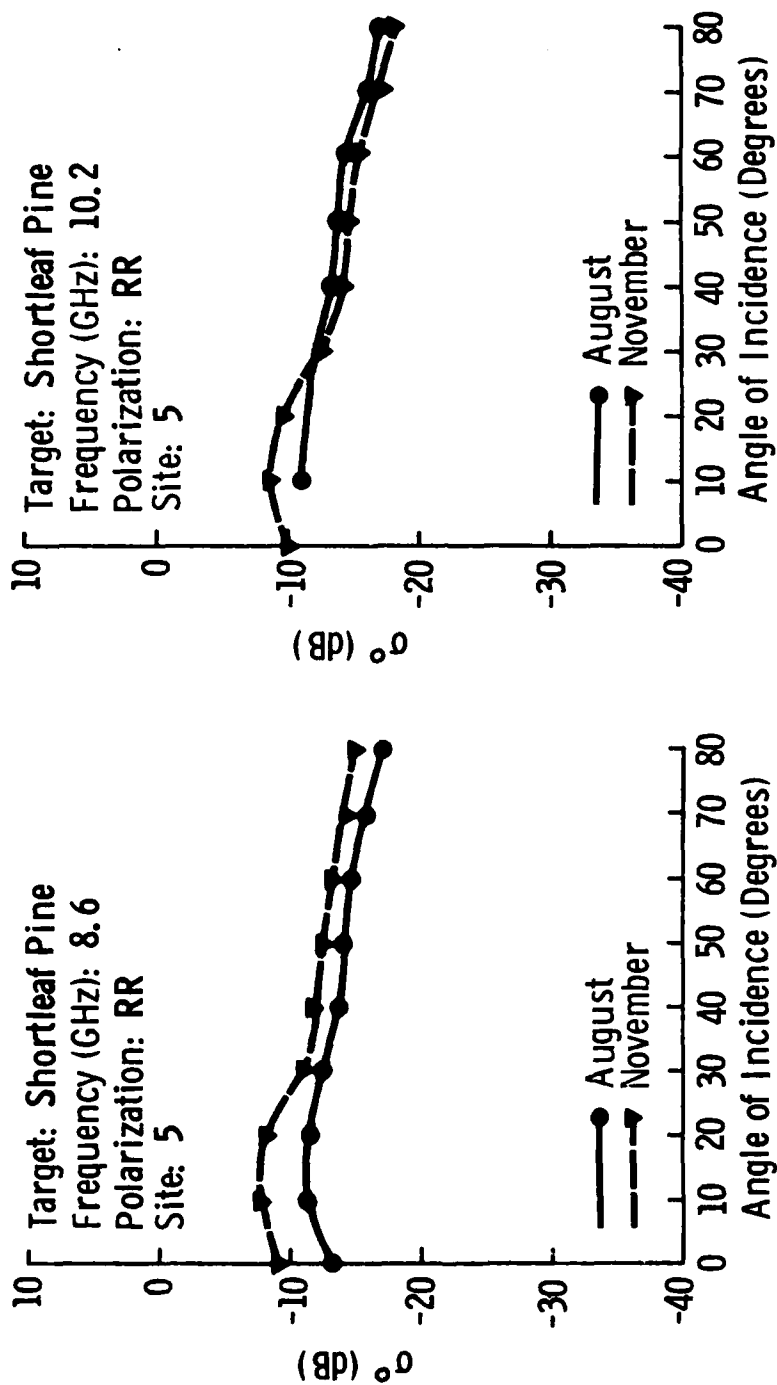 Target: Shortleaf Pine
Frequency (GHz): 8.6
Polarization: RR
Site: 5
10
0
-10
-20
-30
-40
σ° (dB)
August
November
0 10 20 30 40 50 60 70 80
Angle of Incidence (Degrees)
Target: Shortleaf Pine
Frequency (GHz): 10.2
Polarization: RR
Site: 5
10
0
-10
-20
-30
-40
σ° (dB)
August
November
0 10 20 30 40 50 60 70 80
Angle of Incidence (Degrees)